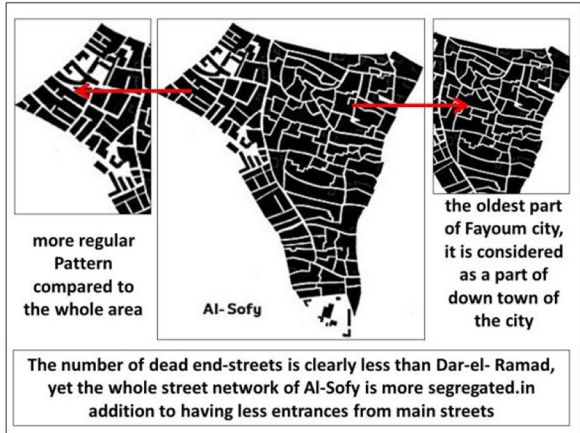 more regular
Pattern
compared to
the whole area
Al- Sofy
the oldest part
of Fayoum city,
it is considered
as a part of
down town of
the city
The number of dead end-streets is clearly less than Dar-el- Ramad,
yet the whole street network of Al-Sofy is more segregated.in
addition to having less entrances from main streets